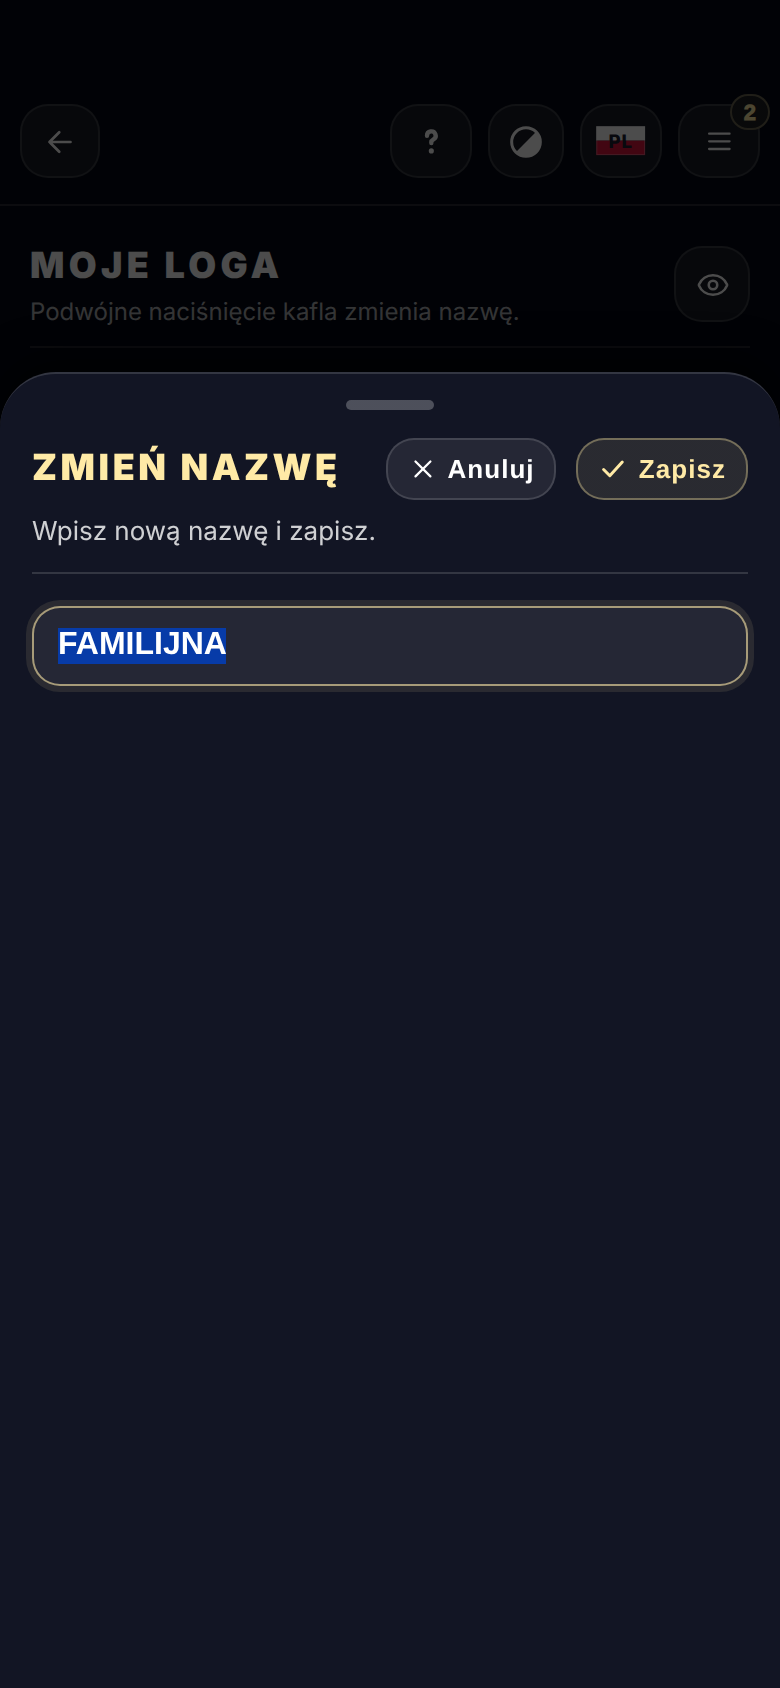 2
?
PL
MOJE LOGA
Podwójne naciśnięcie kafla zmienia nazwę.
ZMIEŃ NAZWĘ
Anuluj
Zapisz
Wpisz nową nazwę i zapisz.
FAMILIJNA